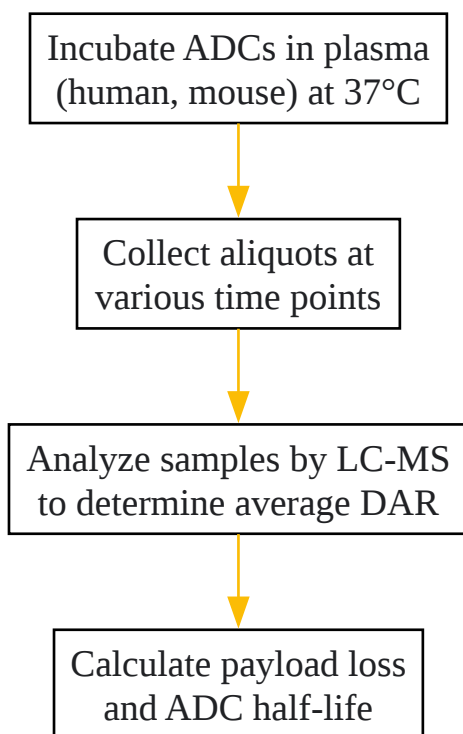 Incubate ADCs in plasma
(human, mouse) at 37°C
Collect aliquots at
various time points
Analyze samples by LC-MS
to determine average DAR
Calculate payload loss
and ADC half-life